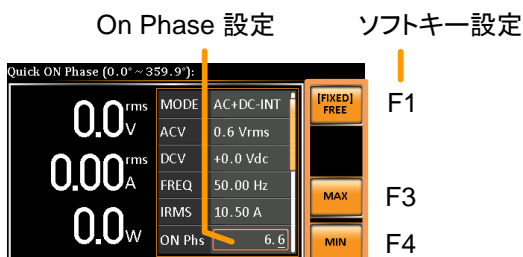 On Phase 設定
ソフトキー設定
Quick ON Phase (0.0° ~ 359.9°):
0.0 rms V
0.00 rms A
0.0 W
MODE AC+DC-INT
ACV 0.6 Vrms
DCV +0.0 Vdc
FREQ 50.00 Hz
IRMS 10.50 A
ON Phs 6.6
[FIXED]
FREE
MAX
MIN
F1
F3
F4